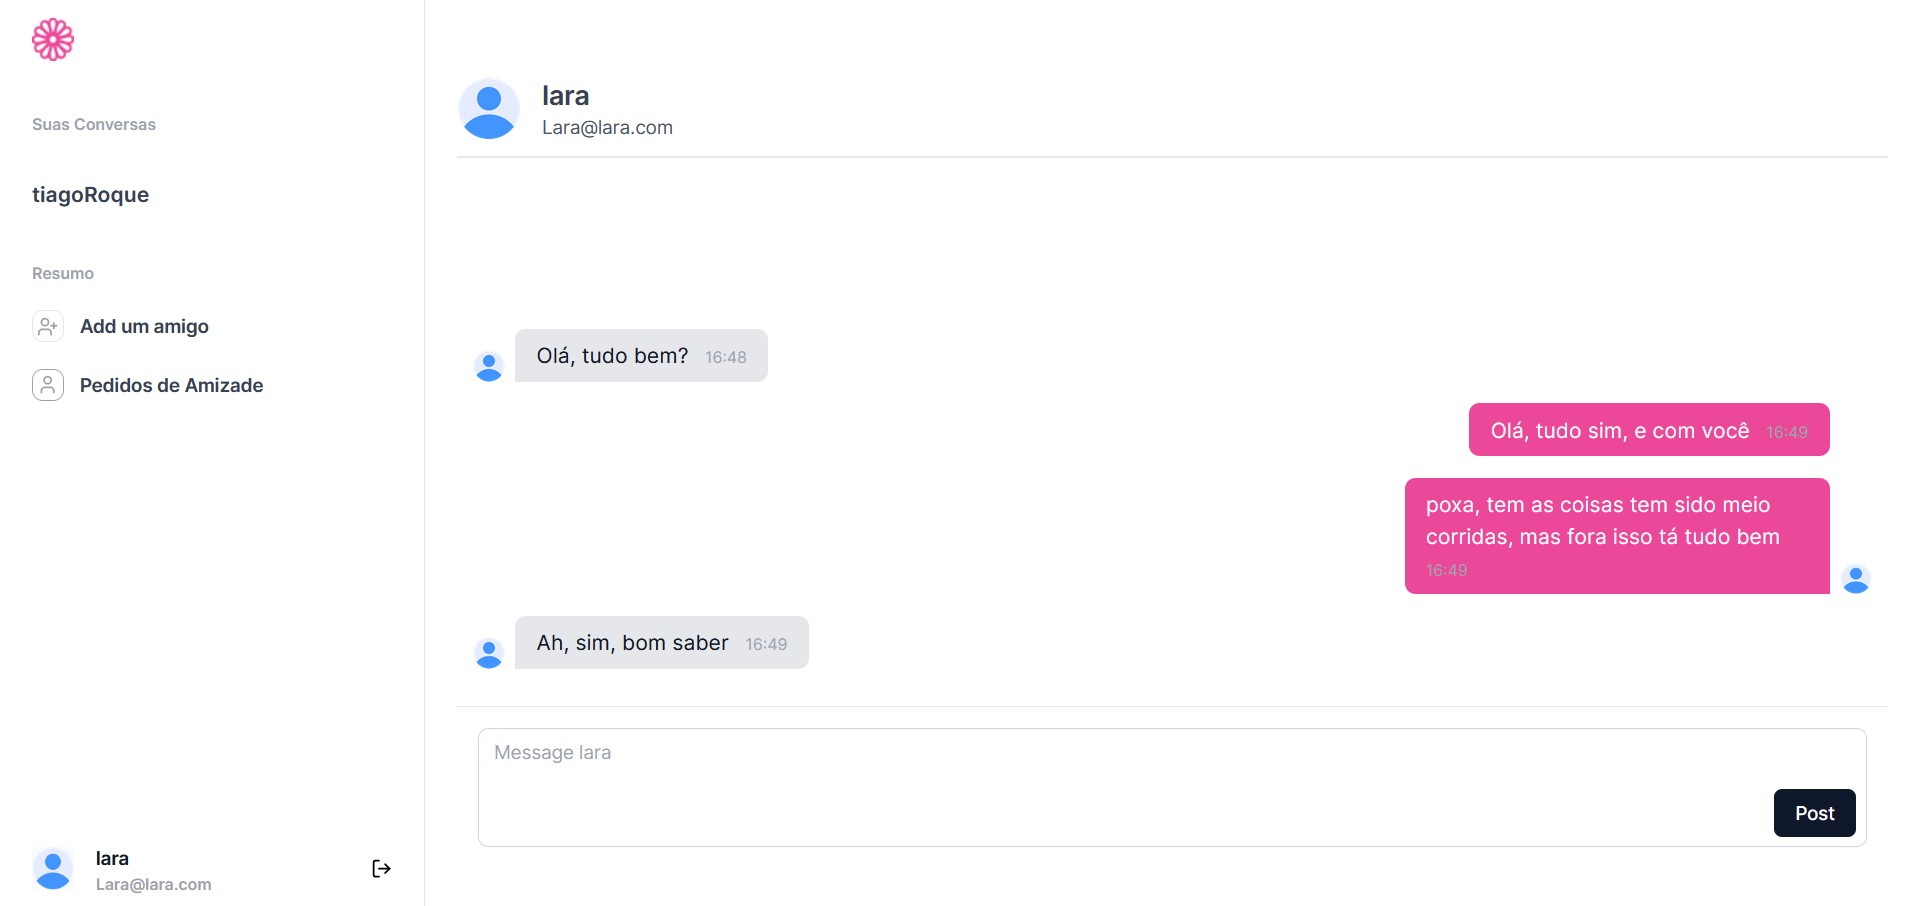 Suas Conversas
tiagoRoque
Resumo
Add um amigo
Pedidos de Amizade
lara
Lara@lara.com
lara
Lara@lara.com
Olá, tudo bem? 16:48
Olá, tudo sim, e com você 16:49
poxa, tem as coisas tem sido meio
corridas, mas fora isso tá tudo bem
16:49
Ah, sim, bom saber 16:49
Message lara
Post